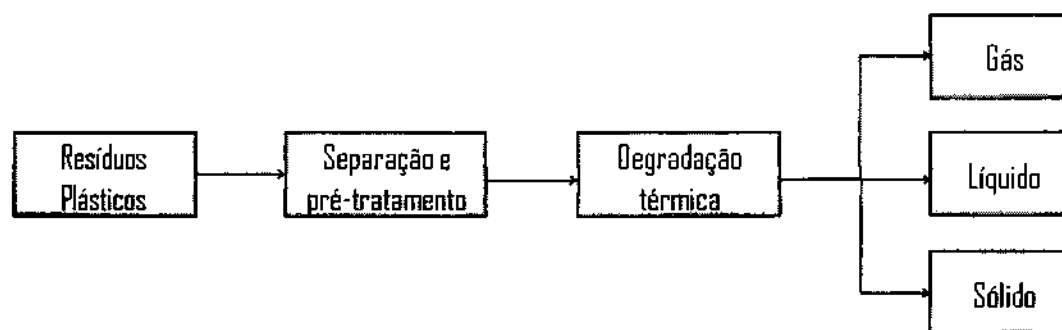 Resíduos
Plásticos
Separação e
pré-tratamento
Degradação
térmica
Gás
Líquido
Sólido